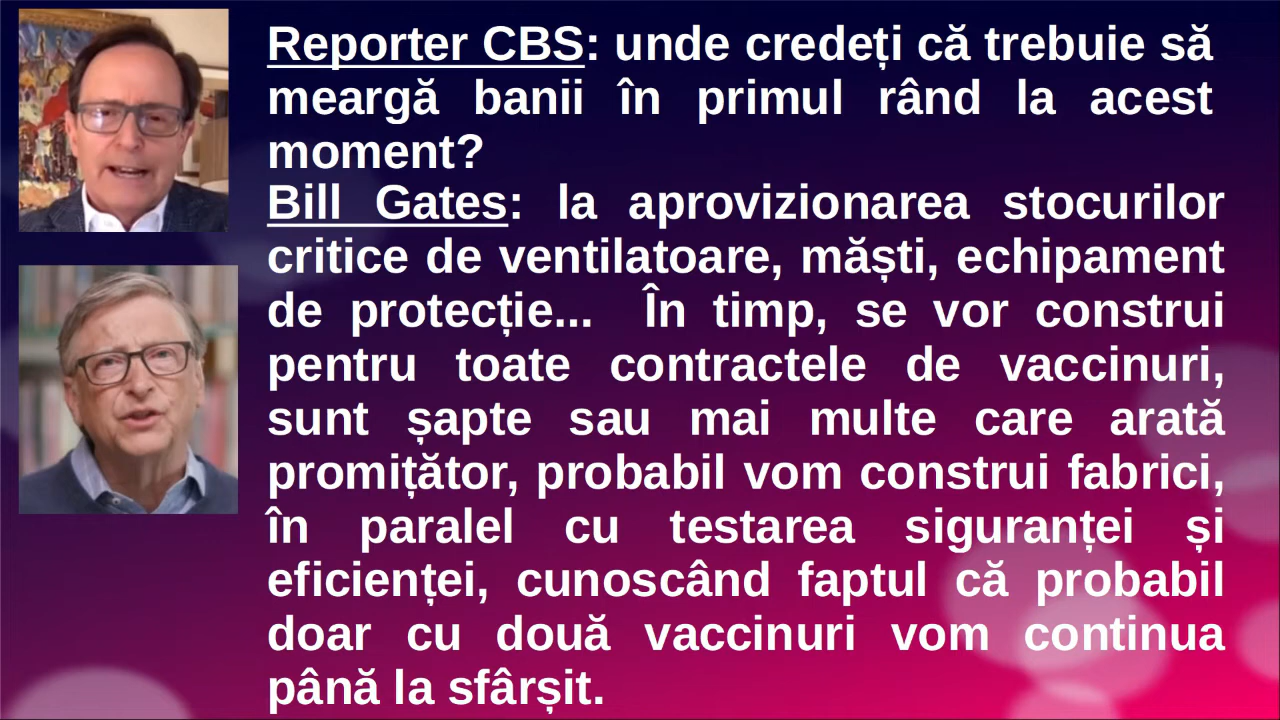 Reporter CBS: unde credeți că trebuie să
meargă banii în primul rând la acest
moment?
Bill Gates: la aprovizionarea stocurilor
critice de ventilatoare, măști, echipament
de protecție... În timp, se vor construi
pentru toate contractele de vaccinuri,
sunt șapte sau mai multe care arată
promițător, probabil vom construi fabrici,
în paralel cu testarea siguranței și
eficienței, cunoscând faptul că probabil
doar cu două vaccinuri vom continua
până la sfârșit.